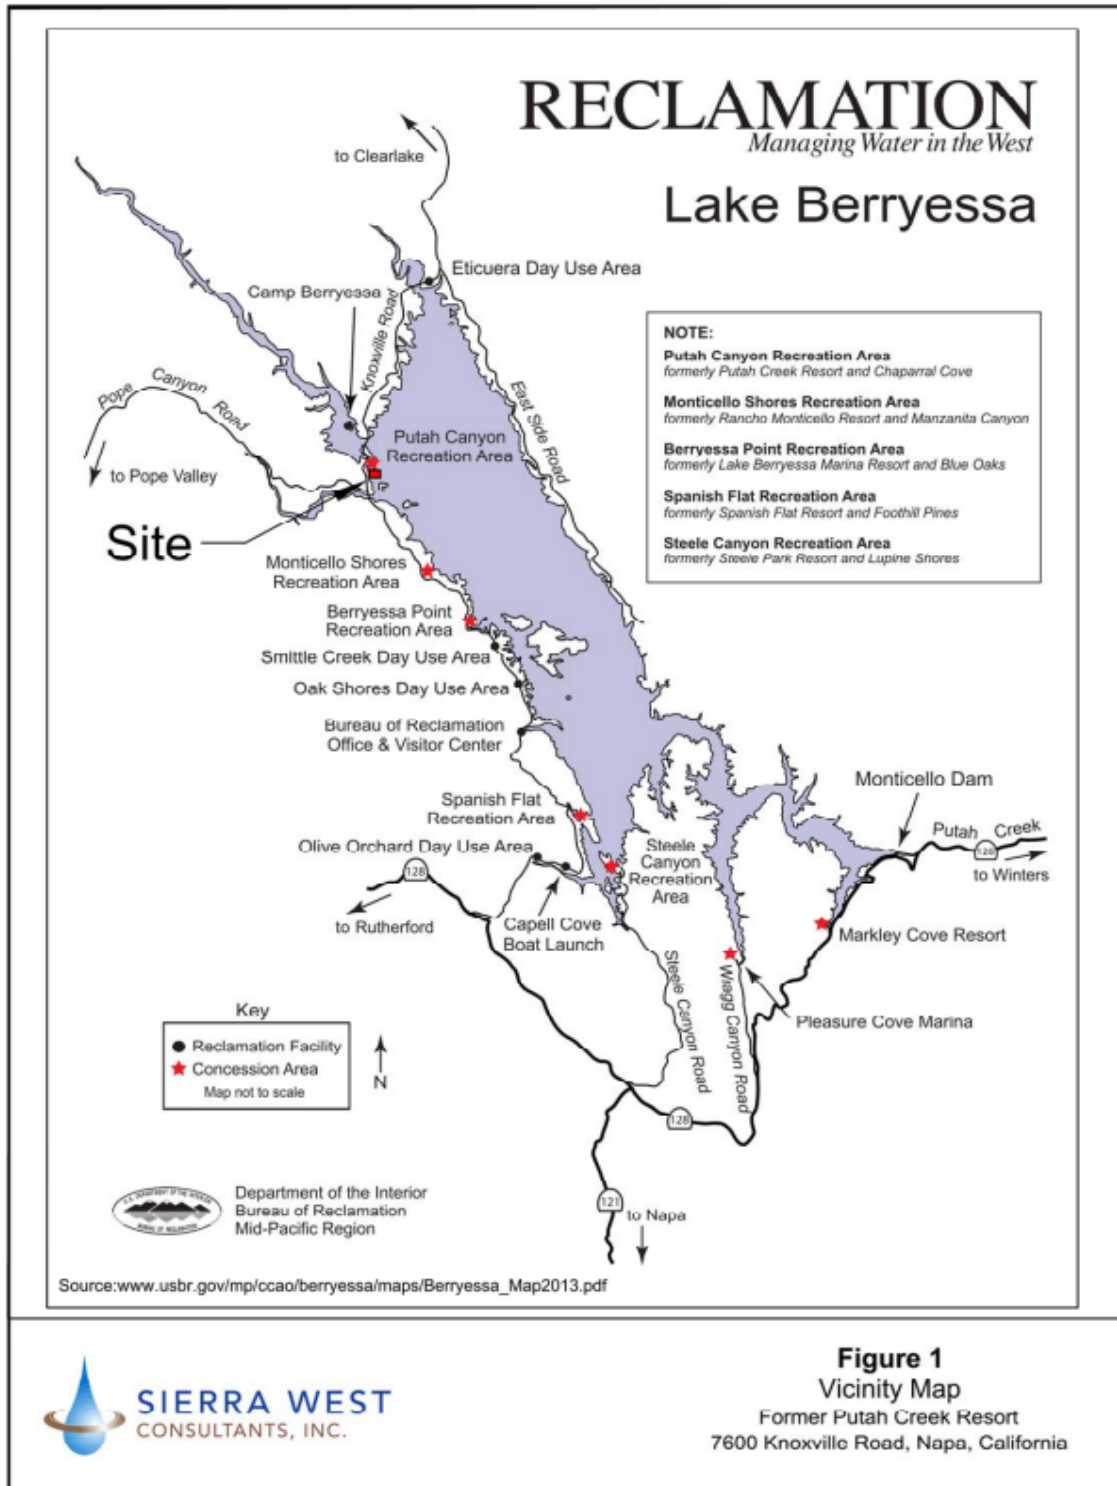 RECLAMATION
Managing Water in the West
Lake Berryessa
to Clearlake
Eticuera Day Use Area
Camp Berryessa
Knoxville Road
East Side Road
Pope Canyon Road
to Pope Valley
Putah Canyon
Recreation Area
Site
NOTE:
Putah Canyon Recreation Area
formerly Putah Creek Resort and Chaparral Cove
Monticello Shores Recreation Area
formerly Rancho Monticello Resort and Manzanita Canyon
Berryessa Point Recreation Area
formerly Lake Berryessa Marina Resort and Blue Oaks
Spanish Flat Recreation Area
formerly Spanish Flat Resort and Foothill Pines
Steele Canyon Recreation Area
formerly Steele Park Resort and Lupine Shores
Monticello Shores
Recreation Area
Berryessa Point
Recreation Area
Smittle Creek Day Use Area
Oak Shores Day Use Area
Bureau of Reclamation
Office & Visitor Center
Spanish Flat
Recreation Area
Olive Orchard Day Use Area
Steele
Canyon
Recreation
Area
Monticello Dam
Putah Creek
to Winters
128
to Rutherford
Capell Cove
Boat Launch
Markley Cove Resort
Pleasure Cove Marina
Steele Canyon Road
Wragg Canyon Road
128
121
to Napa
Key
Reclamation Facility
Concession Area
Map not to scale
N
Department of the Interior
Bureau of Reclamation
Mid-Pacific Region
Source:www.usbr.gov/mp/ccao/berryessa/maps/Berryessa_Map2013.pdf
SIERRA WEST
CONSULTANTS, INC.
Figure 1
Vicinity Map
Former Putah Creek Resort
7600 Knoxville Road, Napa, California